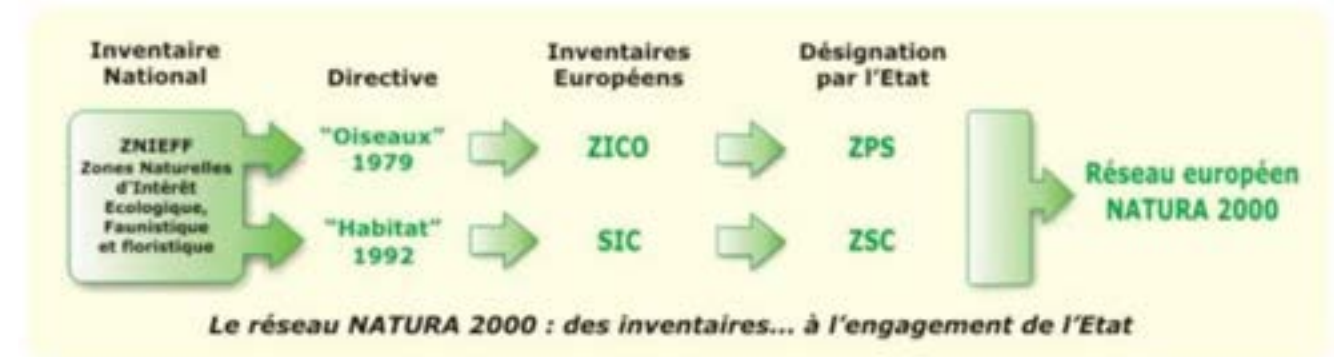 Inventaire
National
Directive
Inventaires
Européens
Désignation
par l'Etat
ZNIEFF
Zones Naturelles
d'Intérêt
Ecologique,
Faunistique
et floristique
"Oiseaux"
1979
ZICO
ZPS
"Habitat"
1992
SIC
ZSC
Réseau européen
NATURA 2000
Le réseau NATURA 2000 : des inventaires... à l'engagement de l'Etat